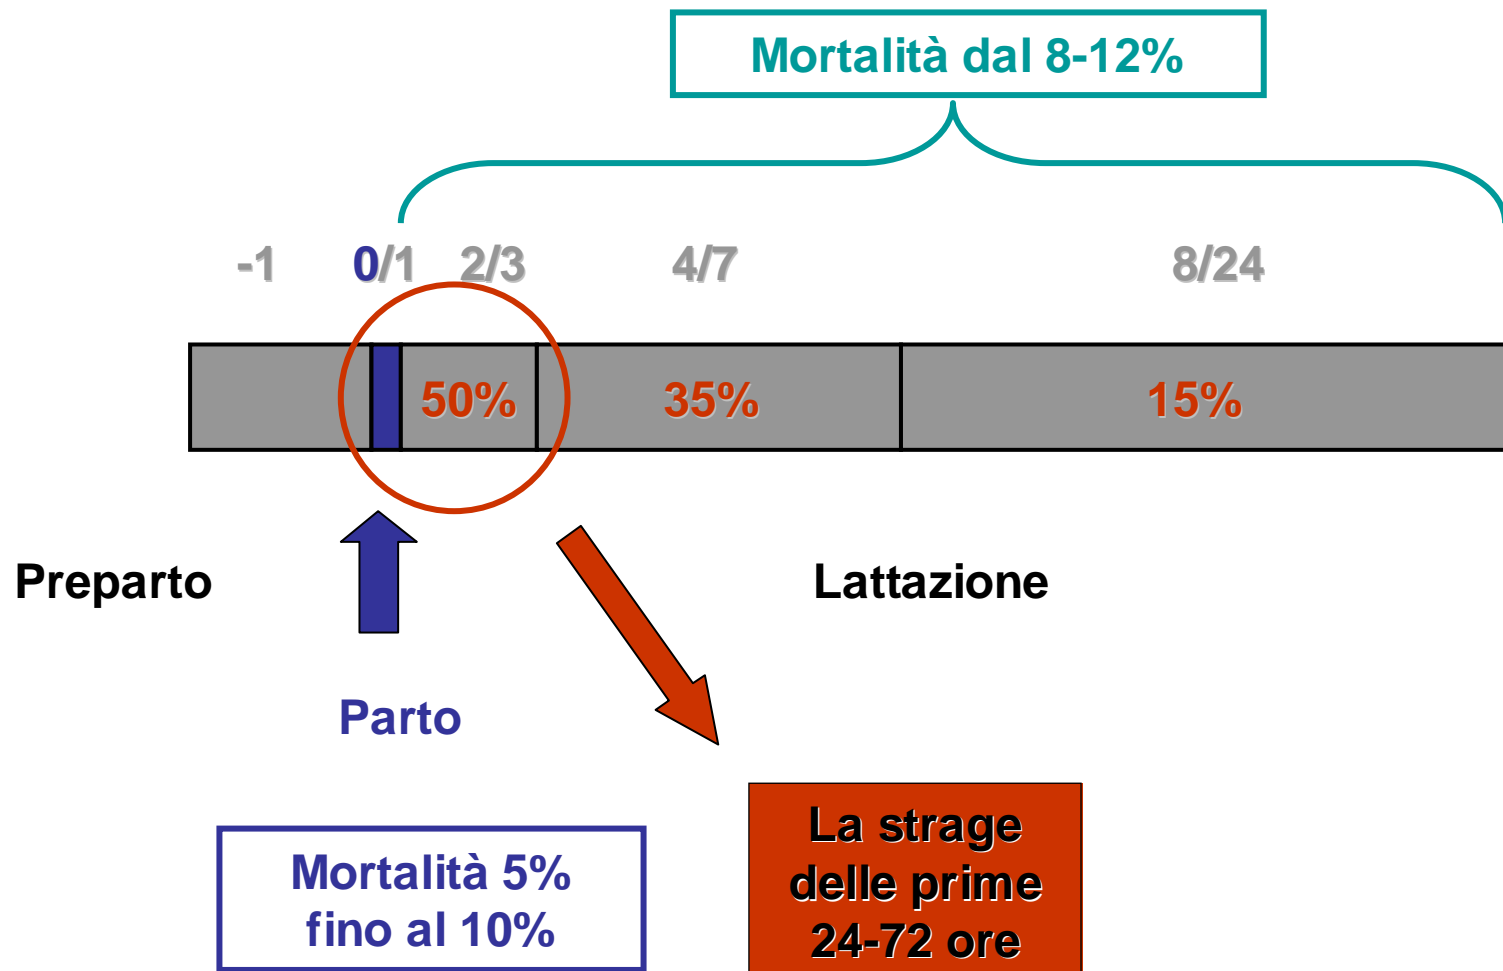 Mortalità dal 8-12%
-1 0/1 2/3 4/7 8/24
50% 35% 15%
Preparto
Lattazione
Parto
Mortalità 5%
fino al 10%
La strage
delle prime
24-72 ore